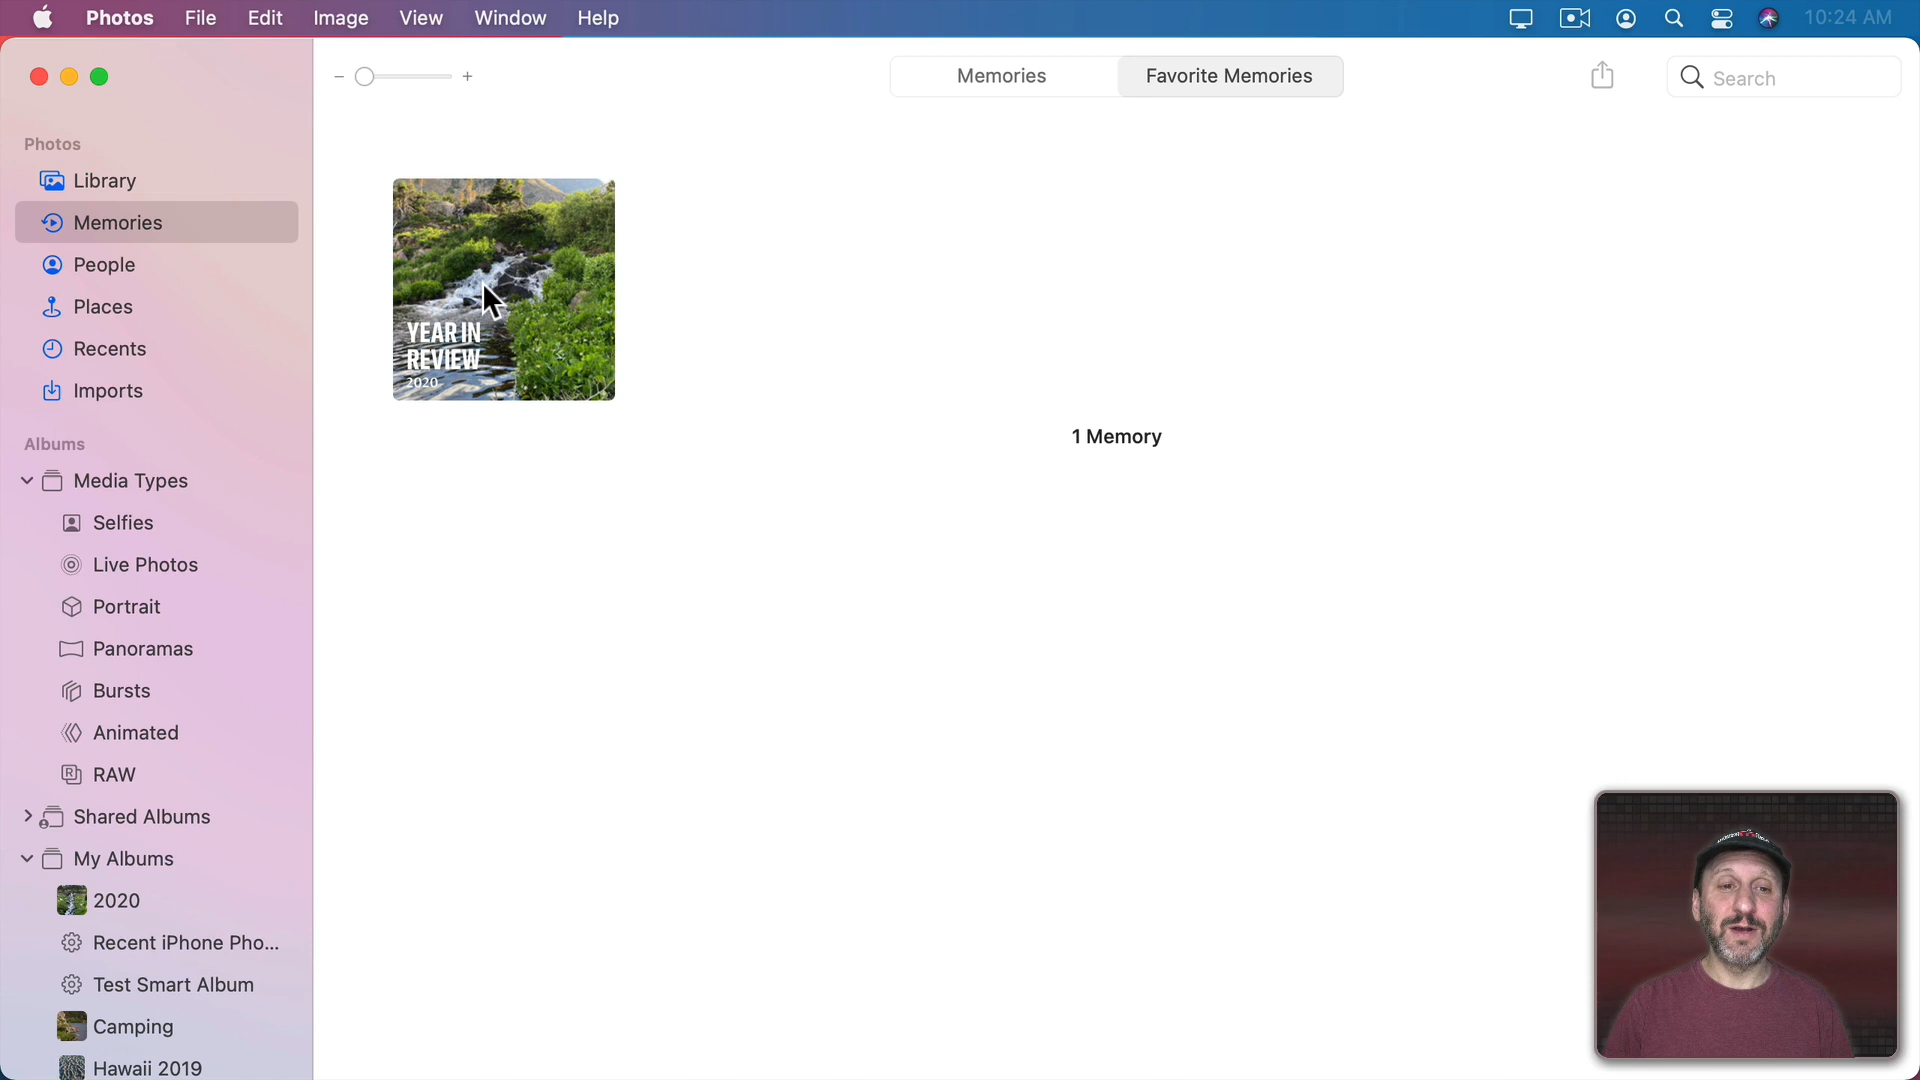 Photos File Edit Image View Window Help 10:24 AM
Memories Favorite Memories Search
Photos
Library
Memories
People
Places
Recents
Imports
Albums
Media Types
Selfies
Live Photos
Portrait
Panoramas
Bursts
Animated
RAW
Shared Albums
My Albums
2020
Recent iPhone Pho...
Test Smart Album
Camping
Hawaii 2019
YEAR IN
REVIEW
2020
1 Memory